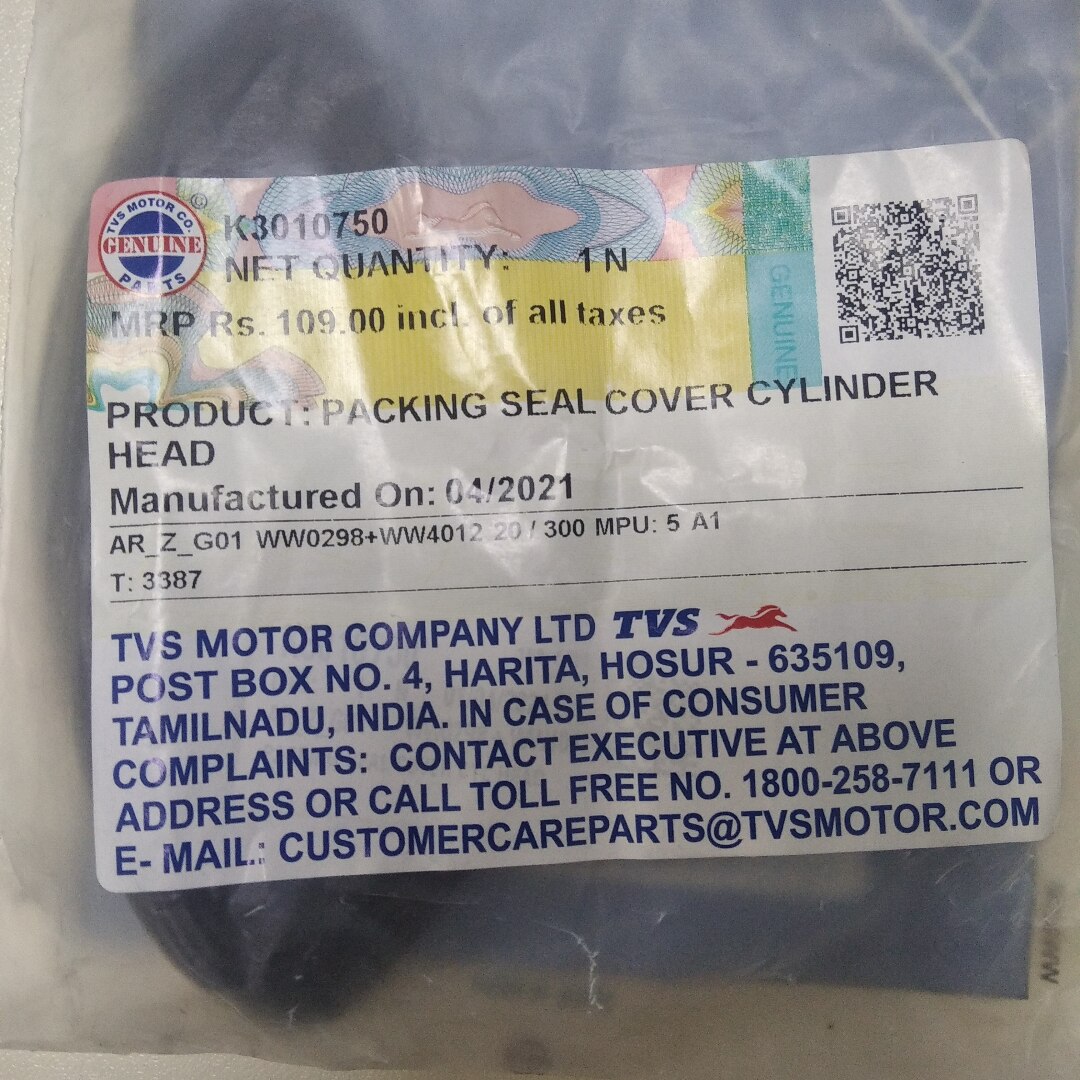 TVS MOTOR CO.
GENUINE
PARTS
©
K3010750
NET QUANTITY: 1 N
MRP Rs. 109.00 incl. of all taxes
GENUINE
PRODUCT: PACKING SEAL COVER CYLINDER
HEAD
Manufactured On: 04/2021
AR_Z_G01 WW0298+WW4012 20 / 300 MPU: 5 A1
T: 3387
TVS MOTOR COMPANY LTD TVS
POST BOX NO. 4, HARITA, HOSUR - 635109,
TAMILNADU, INDIA. IN CASE OF CONSUMER
COMPLAINTS: CONTACT EXECUTIVE AT ABOVE
ADDRESS OR CALL TOLL FREE NO. 1800-258-7111 OR
E- MAIL.: CUSTOMERCAREPARTS@TVSMOTOR.COM